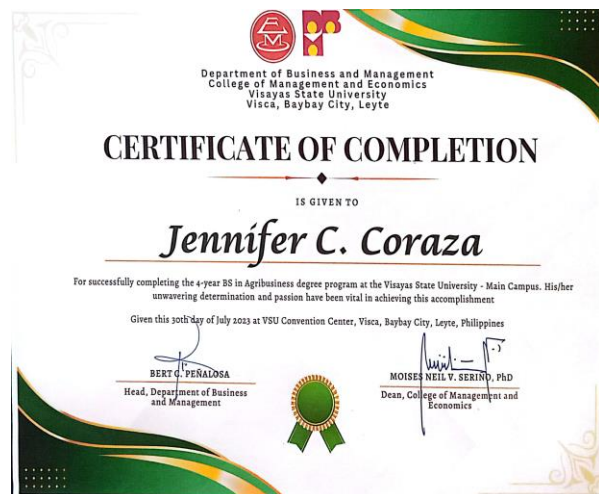 Department of Business and Management
College of Management and Economics
Visayas State University
Visca, Baybay City, Leyte
CERTIFICATE OF COMPLETION
IS GIVEN TO
Jennifer C. Coraza
For successfully completing the 4-year BS in Agribusiness degree program at the Visayas State University - Main Campus. His/her
unwavering determination and passion have been vital in achieving this accomplishment
Given this 30th day of July 2023 at VSU Convention Center, Visca, Baybay City, Leyte, Philippines
BERT C. PEÑALOSA
Head, Department of Business
and Management
MOISES NEIL V. SERIÑO, PhD
Dean, College of Management and
Economics